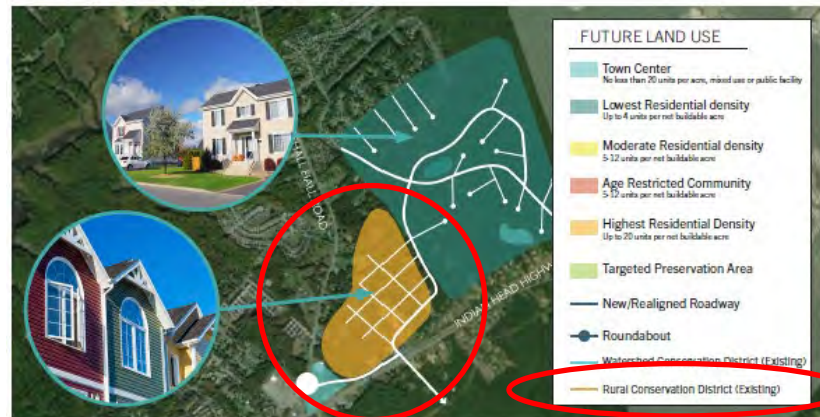 FUTURE LAND USE
Town Center
No less than 20 units per acre, mixed use or public facility
Lowest Residential density
Up to 4 units per net buildable acre
Moderate Residential density
5-12 units per net buildable acre
Age Restricted Community
5-12 units per net buildable acre
Highest Residential Density
Up to 20 units per net buildable acre
Targeted Preservation Area
New/Realigned Roadway
Roundabout
Watershed Conservation District (Existing)
Rural Conservation District (Existing)
HALL ROAD
INDIAN HEAD HIGHW